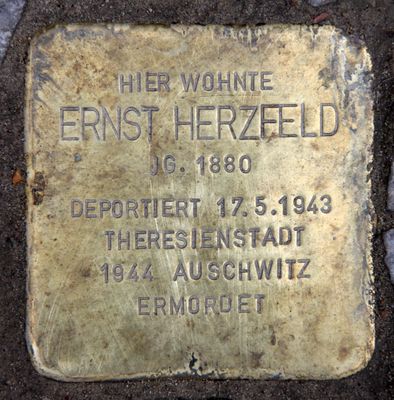 HIER WOHNTE
ERNST HERZFELD
JG. 1880
DEPORTIERT 17.5.1943
THERESIENSTADT
1944 AUSCHWITZ
ERMORDET